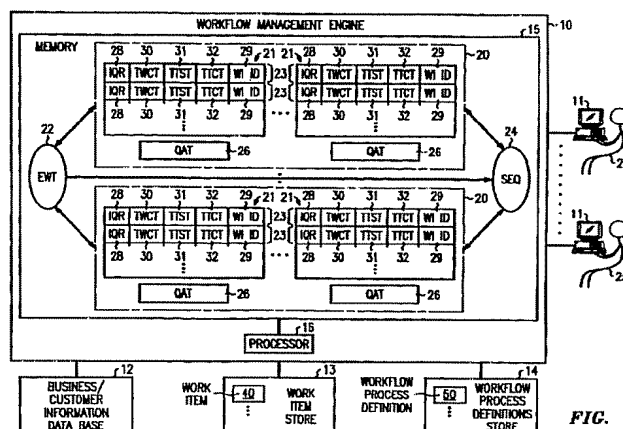 WORKFLOW MANAGEMENT ENGINE
10
15
MEMORY
20
28 30 31 32 29 21 21 28 30 31 32 29
IQR TWCT TTST TTCT WI ID 23 IQR TWCT TTST TTCT WI ID
IQR TWCT TTST TTCT WI ID 23 IQR TWCT TTST TTCT WI ID
28 30 31 32 29 28 30 31 32 29
QAT 26 QAT 26
22
EWT
24
SEQ
11
11
20
28 30 31 32 29 21 21 28 30 31 32 29
IQR TWCT TTST TTCT WI ID 23 IQR TWCT TTST TTCT WI ID
IQR TWCT TTST TTCT WI ID 23 IQR TWCT TTST TTCT WI ID
28 30 31 32 29 28 30 31 32 29
QAT 26 QAT 26
PROCESSOR 16
12
BUSINESS/
CUSTOMER
INFORMATION
DATA BASE
13
WORK
ITEM
40
WORK
ITEM
STORE
14
WORKFLOW
PROCESS
DEFINITION
50
WORKFLOW
PROCESS
DEFINITIONS
STORE
FIG.